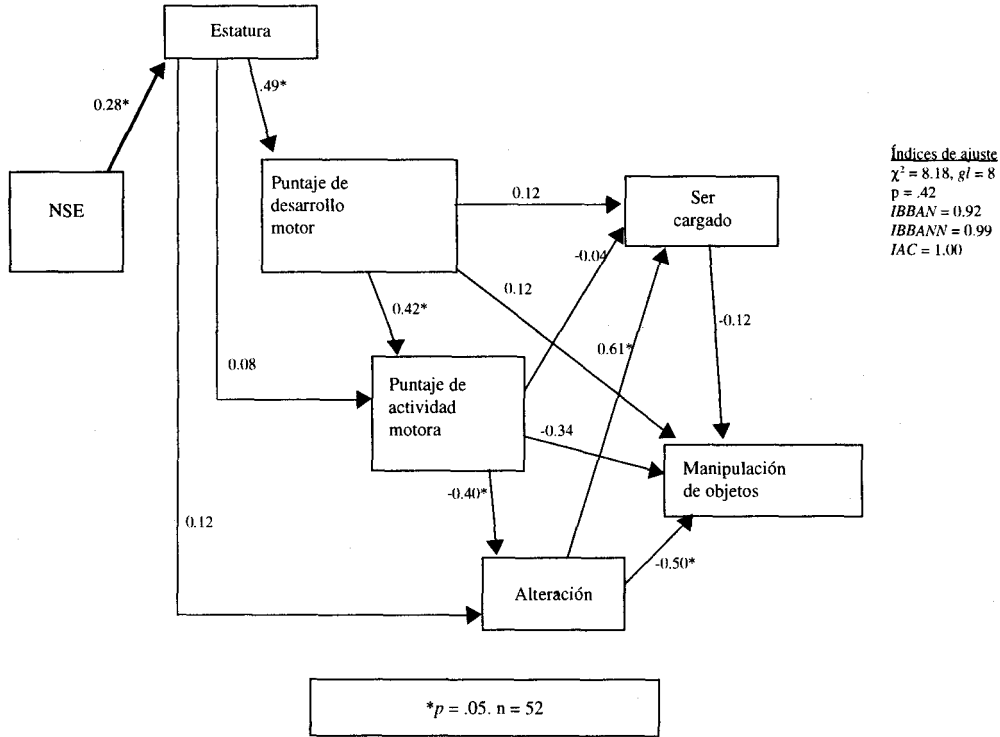 Estatura
0.28*
.49*
NSE
Puntaje de
desarrollo
motor
0.12
Ser
cargado
Índices de ajuste
χ² = 8.18, gl = 8
p = .42
IBBAN = 0.92
IBBANN = 0.99
IAC = 1.00
-0.04
0.12
0.42*
-0.12
0.61*
0.08
Puntaje de
actividad
motora
-0.34
Manipulación
de objetos
-0.40*
0.12
-0.50*
Alteración
*p = .05. n = 52